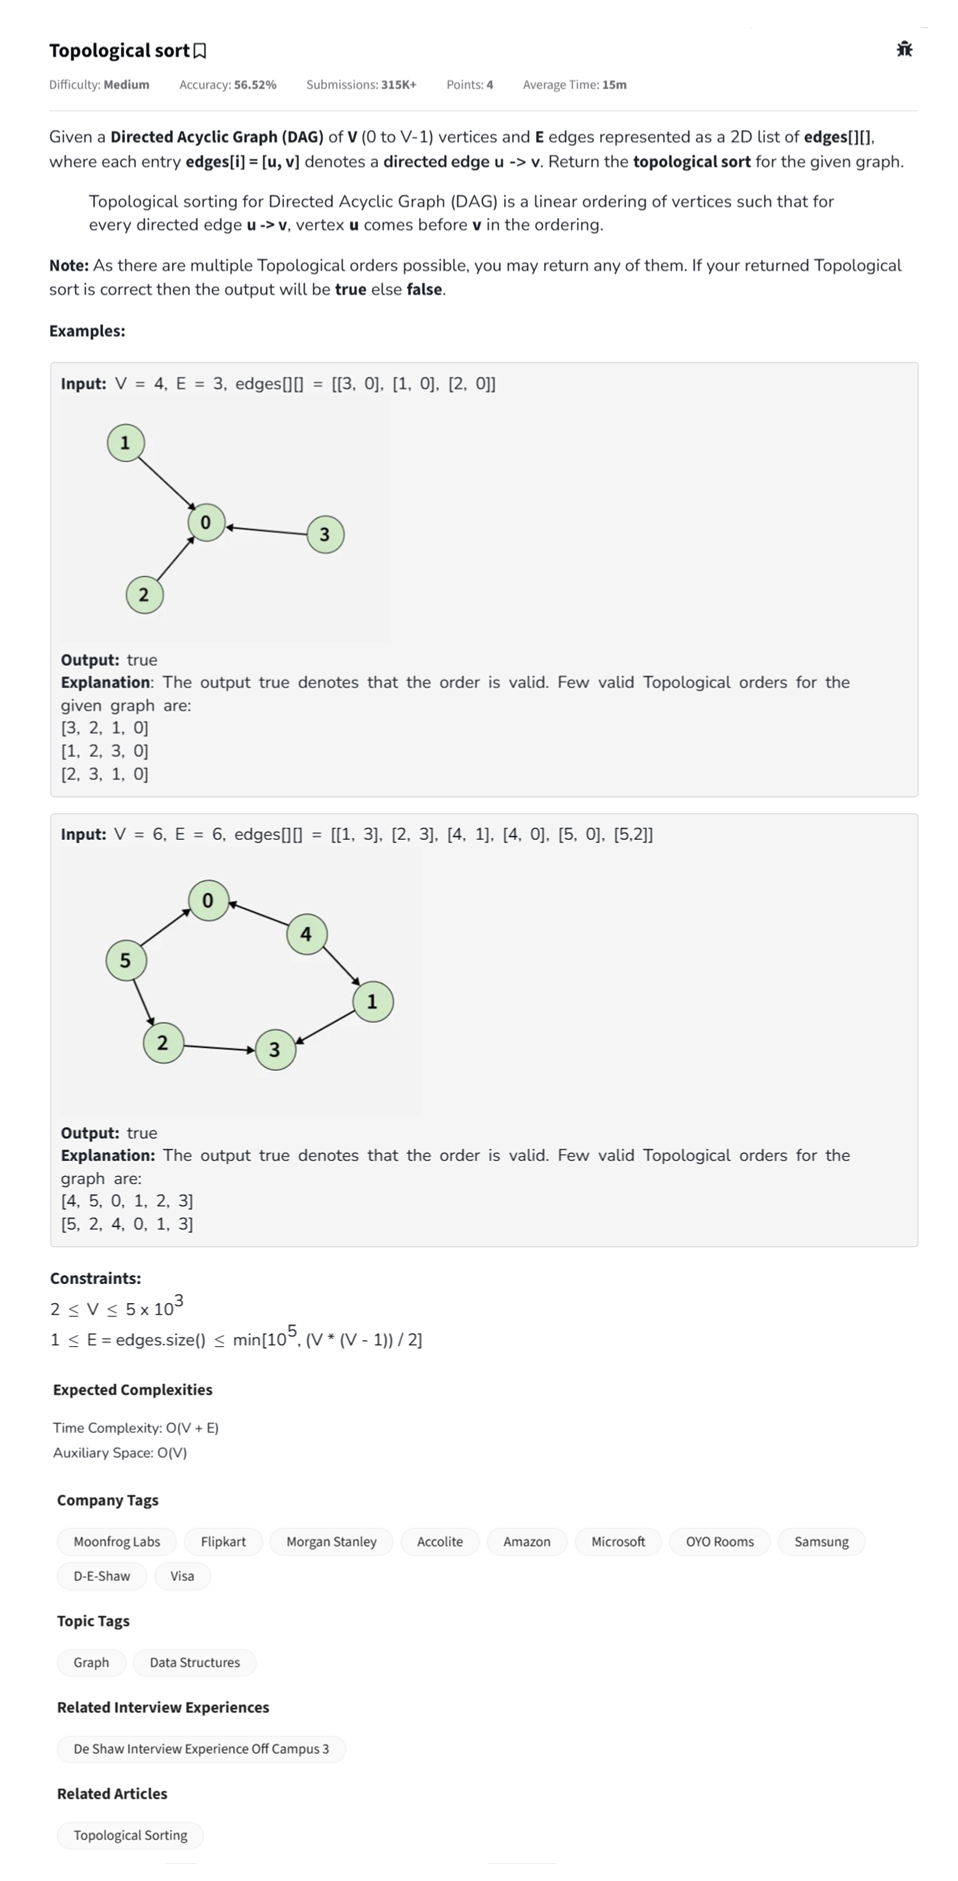 Topological sort
Difficulty: Medium Accuracy: 56.52% Submissions: 315K+ Points: 4 Average Time: 15m
Given a Directed Acyclic Graph (DAG) of V (0 to V-1) vertices and E edges represented as a 2D list of edges[][],
where each entry edges[i] = [u, v] denotes a directed edge u -> v. Return the topological sort for the given graph.
Topological sorting for Directed Acyclic Graph (DAG) is a linear ordering of vertices such that for
every directed edge u -> v, vertex u comes before v in the ordering.
Note: As there are multiple Topological orders possible, you may return any of them. If your returned Topological
sort is correct then the output will be true else false.
Examples:
Input: V = 4, E = 3, edges[][] = [[3, 0], [1, 0], [2, 0]]
1
0
3
2
Output: true
Explanation: The output true denotes that the order is valid. Few valid Topological orders for the
given graph are:
[3, 2, 1, 0]
[1, 2, 3, 0]
[2, 3, 1, 0]
Input: V = 6, E = 6, edges[][] = [[1, 3], [2, 3], [4, 1], [4, 0], [5, 0], [5,2]]
0
4
5
1
2
3
Output: true
Explanation: The output true denotes that the order is valid. Few valid Topological orders for the
graph are:
[4, 5, 0, 1, 2, 3]
[5, 2, 4, 0, 1, 3]
Constraints:
2 ≤ V ≤ 5 x 10³
1 ≤ E = edges.size() ≤ min[10⁵, (V * (V - 1)) / 2]
Expected Complexities
Time Complexity: O(V + E)
Auxiliary Space: O(V)
Company Tags
Moonfrog Labs Flipkart Morgan Stanley Accolite Amazon Microsoft OYO Rooms Samsung
D-E-Shaw Visa
Topic Tags
Graph Data Structures
Related Interview Experiences
De Shaw Interview Experience Off Campus 3
Related Articles
Topological Sorting